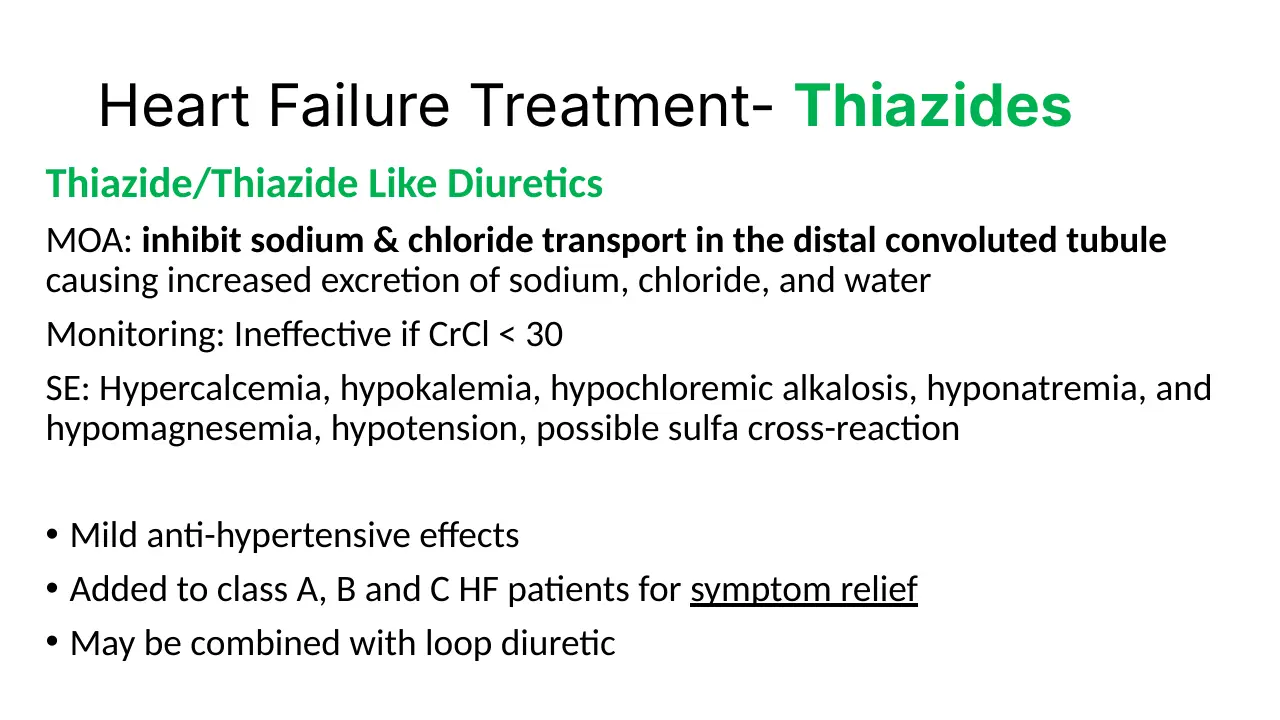 Heart Failure Treatment- Thiazides
Thiazide/Thiazide Like Diuretics
MOA: inhibit sodium & chloride transport in the distal convoluted tubule
causing increased excretion of sodium, chloride, and water
Monitoring: Ineffective if CrCl < 30
SE: Hypercalcemia, hypokalemia, hypochloremic alkalosis, hyponatremia, and
hypomagnesemia, hypotension, possible sulfa cross-reaction
• Mild anti-hypertensive effects
• Added to class A, B and C HF patients for symptom relief
• May be combined with loop diuretic